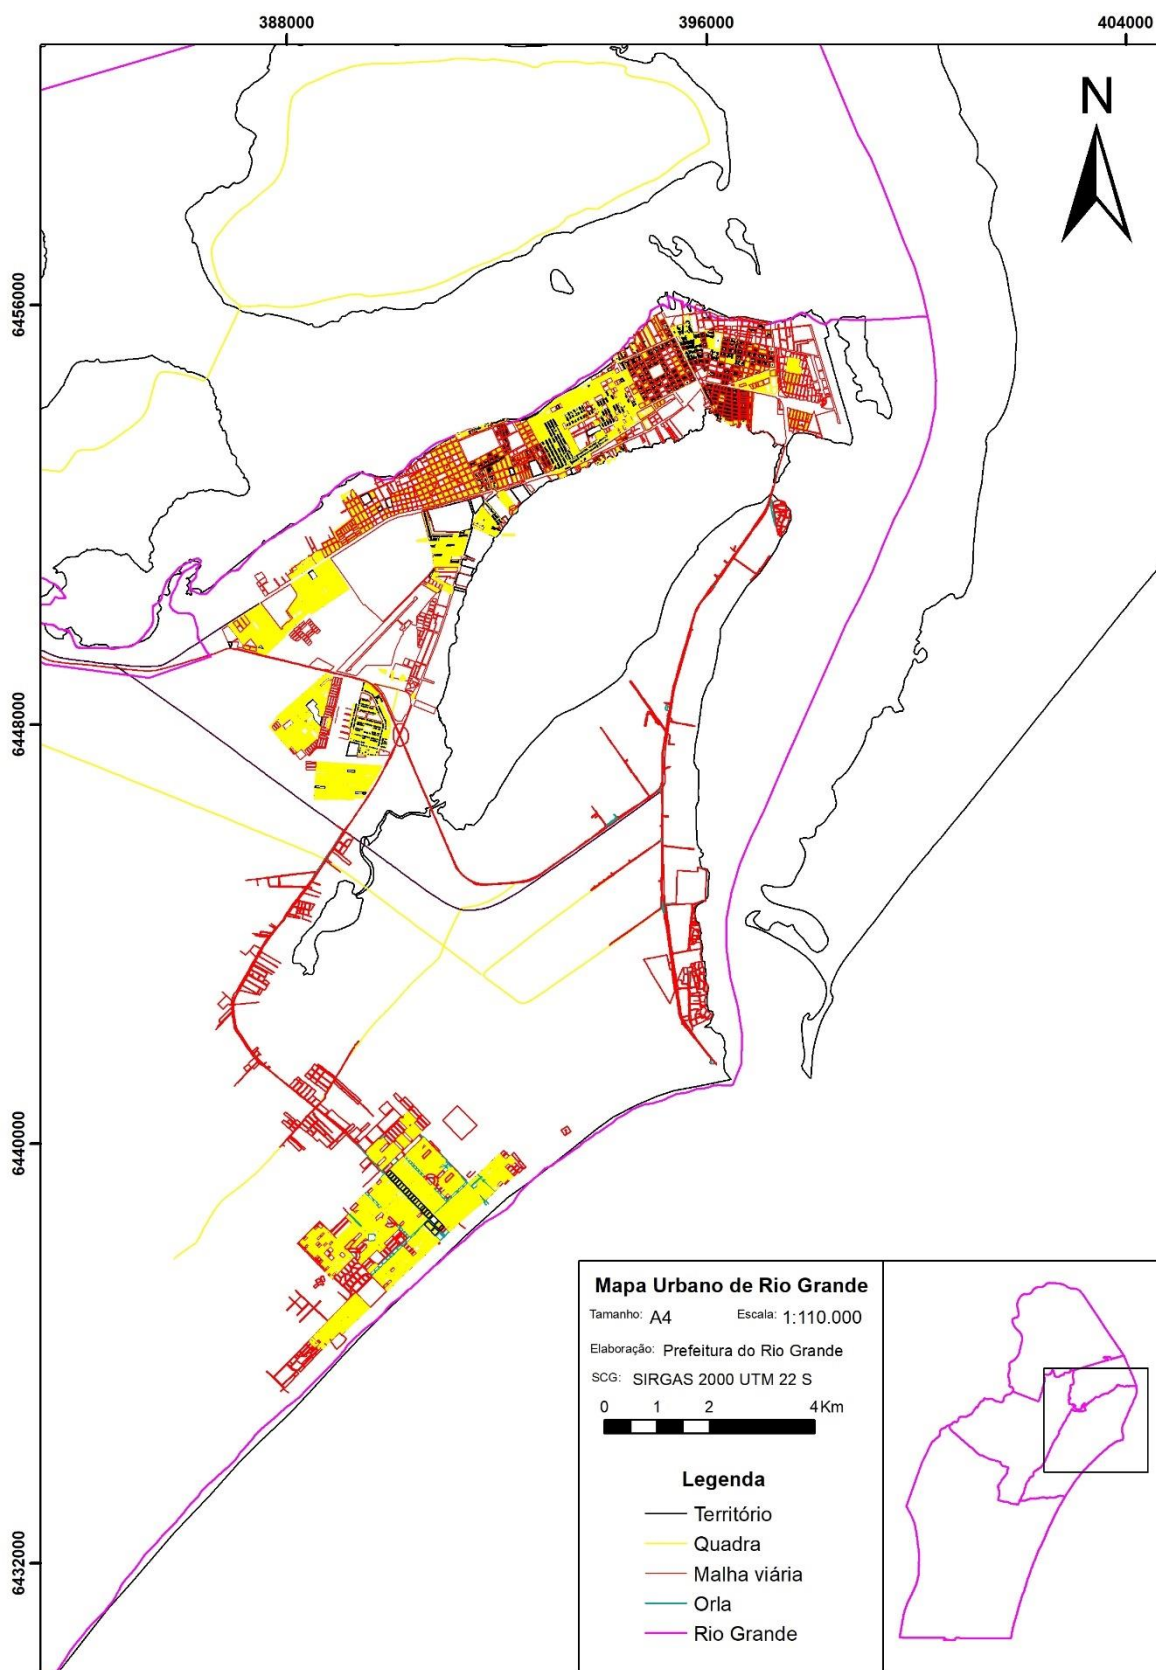 388000
396000
404000
N
6456000
6448000
6440000
6432000
Mapa Urbano de Rio Grande
Tamanho: A4 Escala: 1:110.000
Elaboração: Prefeitura do Rio Grande
SCG: SIRGAS 2000 UTM 22 S
0 1 2 4Km
Legenda
Território
Quadra
Malha viária
Orla
Rio Grande